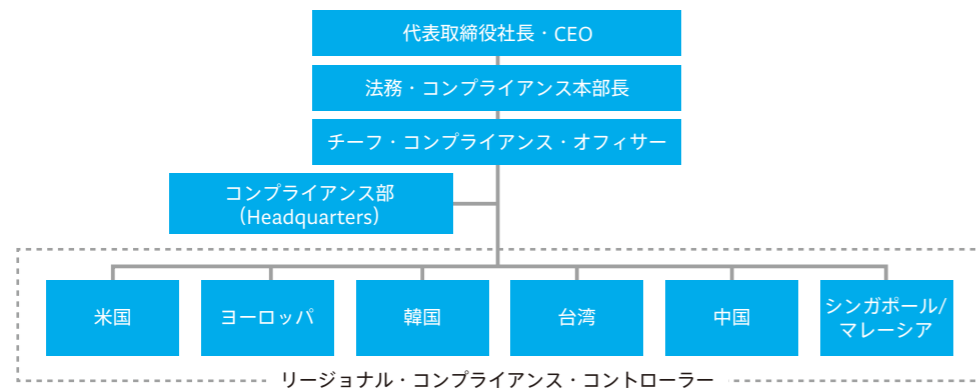 代表取締役社長・CEO
法務・コンプライアンス本部長
チーフ・コンプライアンス・オフィサー
コンプライアンス部
（Headquarters）
米国
ヨーロッパ
韓国
台湾
中国
シンガポール/
マレーシア
リージョナル・コンプライアンス・コントローラー